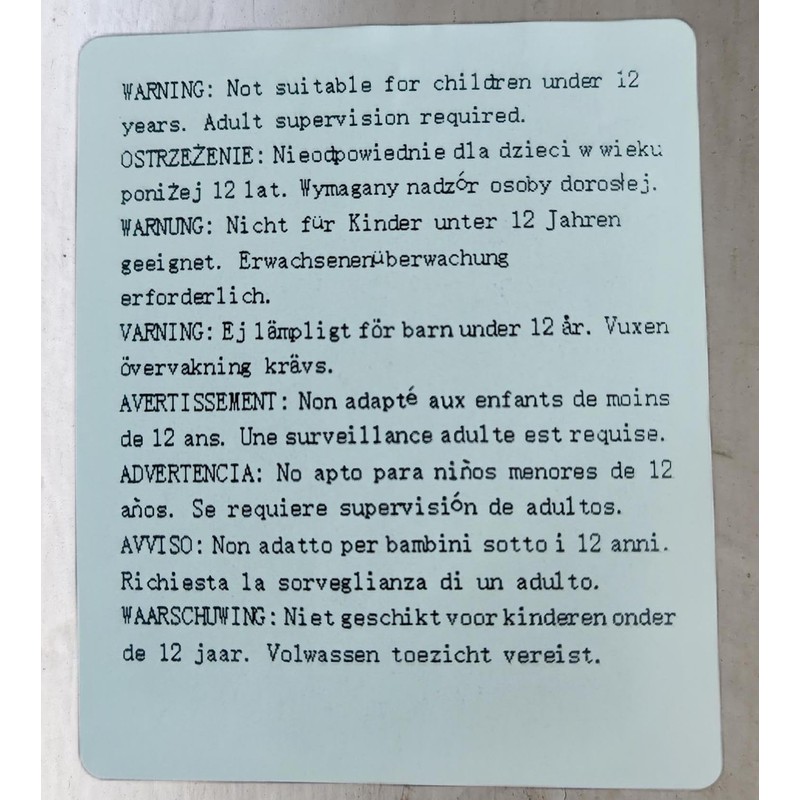 WARNING: Not suitable for children under 12
years. Adult supervision required.
OSTRZEŻENIE: Nieodpowiednie dla dzieci w wieku
poniżej 12 lat. Wymagany nadzór osoby dorosłej.
WARNUNG: Nicht für Kinder unter 12 Jahren
geeignet. Erwachsenenüberwachung
erforderlich.
VARNING: Ej lämpligt för barn under 12 år. Vuxen
övervakning krävs.
AVERTISSEMENT: Non adapté aux enfants de moins
de 12 ans. Une surveillance adulte est requise.
ADVERTENCIA: No apto para niños menores de 12
años. Se requiere supervisión de adultos.
AVVISO: Non adatto per bambini sotto i 12 anni.
Richiesta la sorveglianza di un adulto.
WAARSCHUWING: Niet geschikt voor kinderen onder
de 12 jaar. Volwassen toezicht vereist.